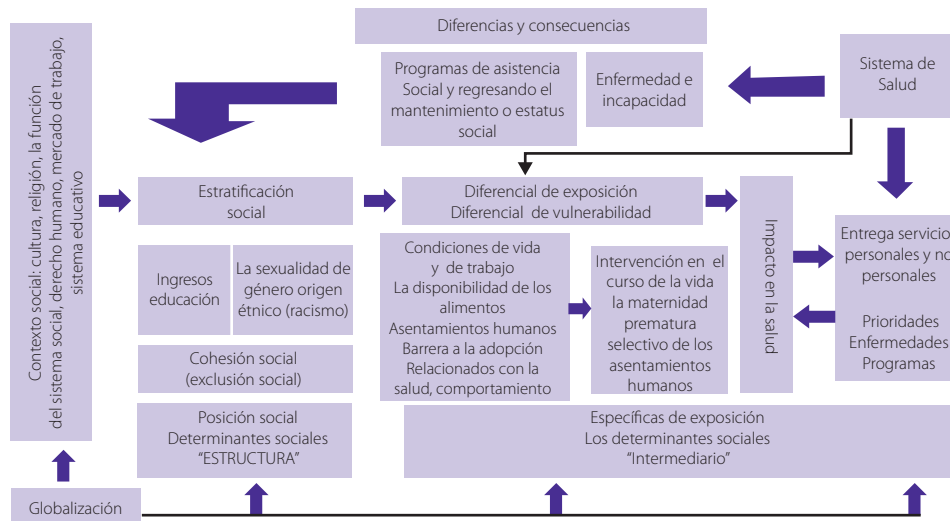 Diferencias y consecuencias
Programas de asistencia
Social y regresando el
mantenimiento o estatus
social
Enfermedad e
incapacidad
Sistema de
Salud
Contexto social: cultura, religión, la función
del sistema social, derecho humano, mercado de trabajo,
sistema educativo
Estratificación
social
Diferencial de exposición
Diferencial de vulnerabilidad
Impacto en la salud
Entrega servicios
personales y no
personales
Prioridades
Enfermedades
Programas
Ingresos
educación
La sexualidad de
género origen
étnico (racismo)
Condiciones de vida
y de trabajo
La disponibilidad de los
alimentos
Asentamientos humanos
Barrera a la adopción
Relacionados con la
salud, comportamiento
Intervención en el
curso de la vida
la maternidad
prematura
selectivo de los
asentamientos
humanos
Cohesión social
(exclusión social)
Posición social
Determinantes sociales
“ESTRUCTURA”
Específicas de exposición
Los determinantes sociales
“Intermediario”
Globalización